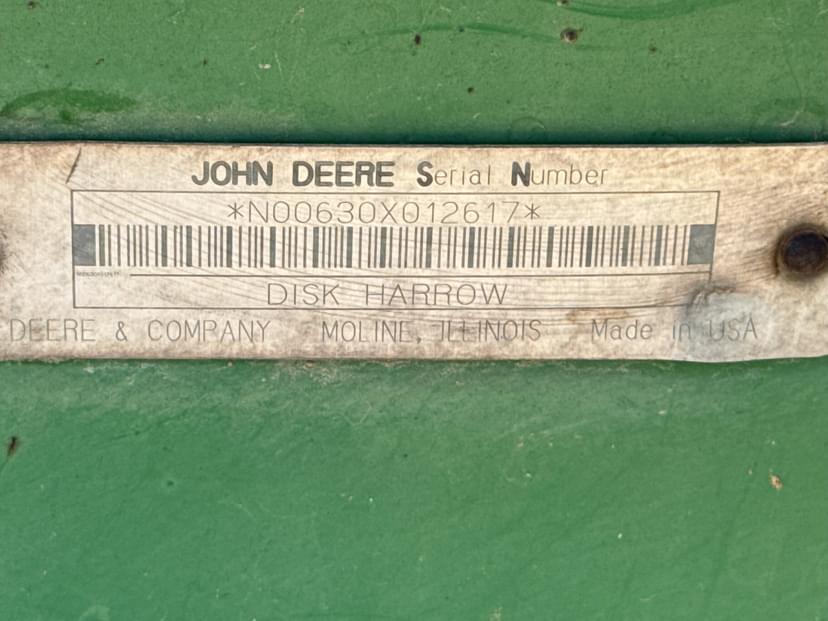 JOHN DEERE Serial Number
*N00630X012617*
DISK HARROW
DEERE & COMPANY MOLINE, ILLINOIS Made in USA